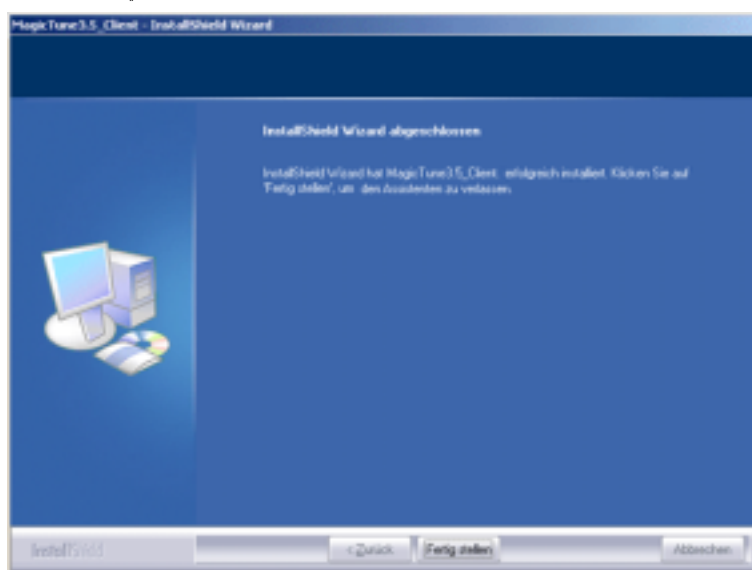 MagicTune3.5_Client - InstallShield Wizard
InstallShield Wizard abgeschlossen
InstallShield Wizard hat MagicTune3.5_Client erfolgreich installiert. Klicken Sie auf
'Fertig stellen', um den Assistenten zu verlassen.
InstallShield
< Zurück
Fertig stellen
Abbrechen